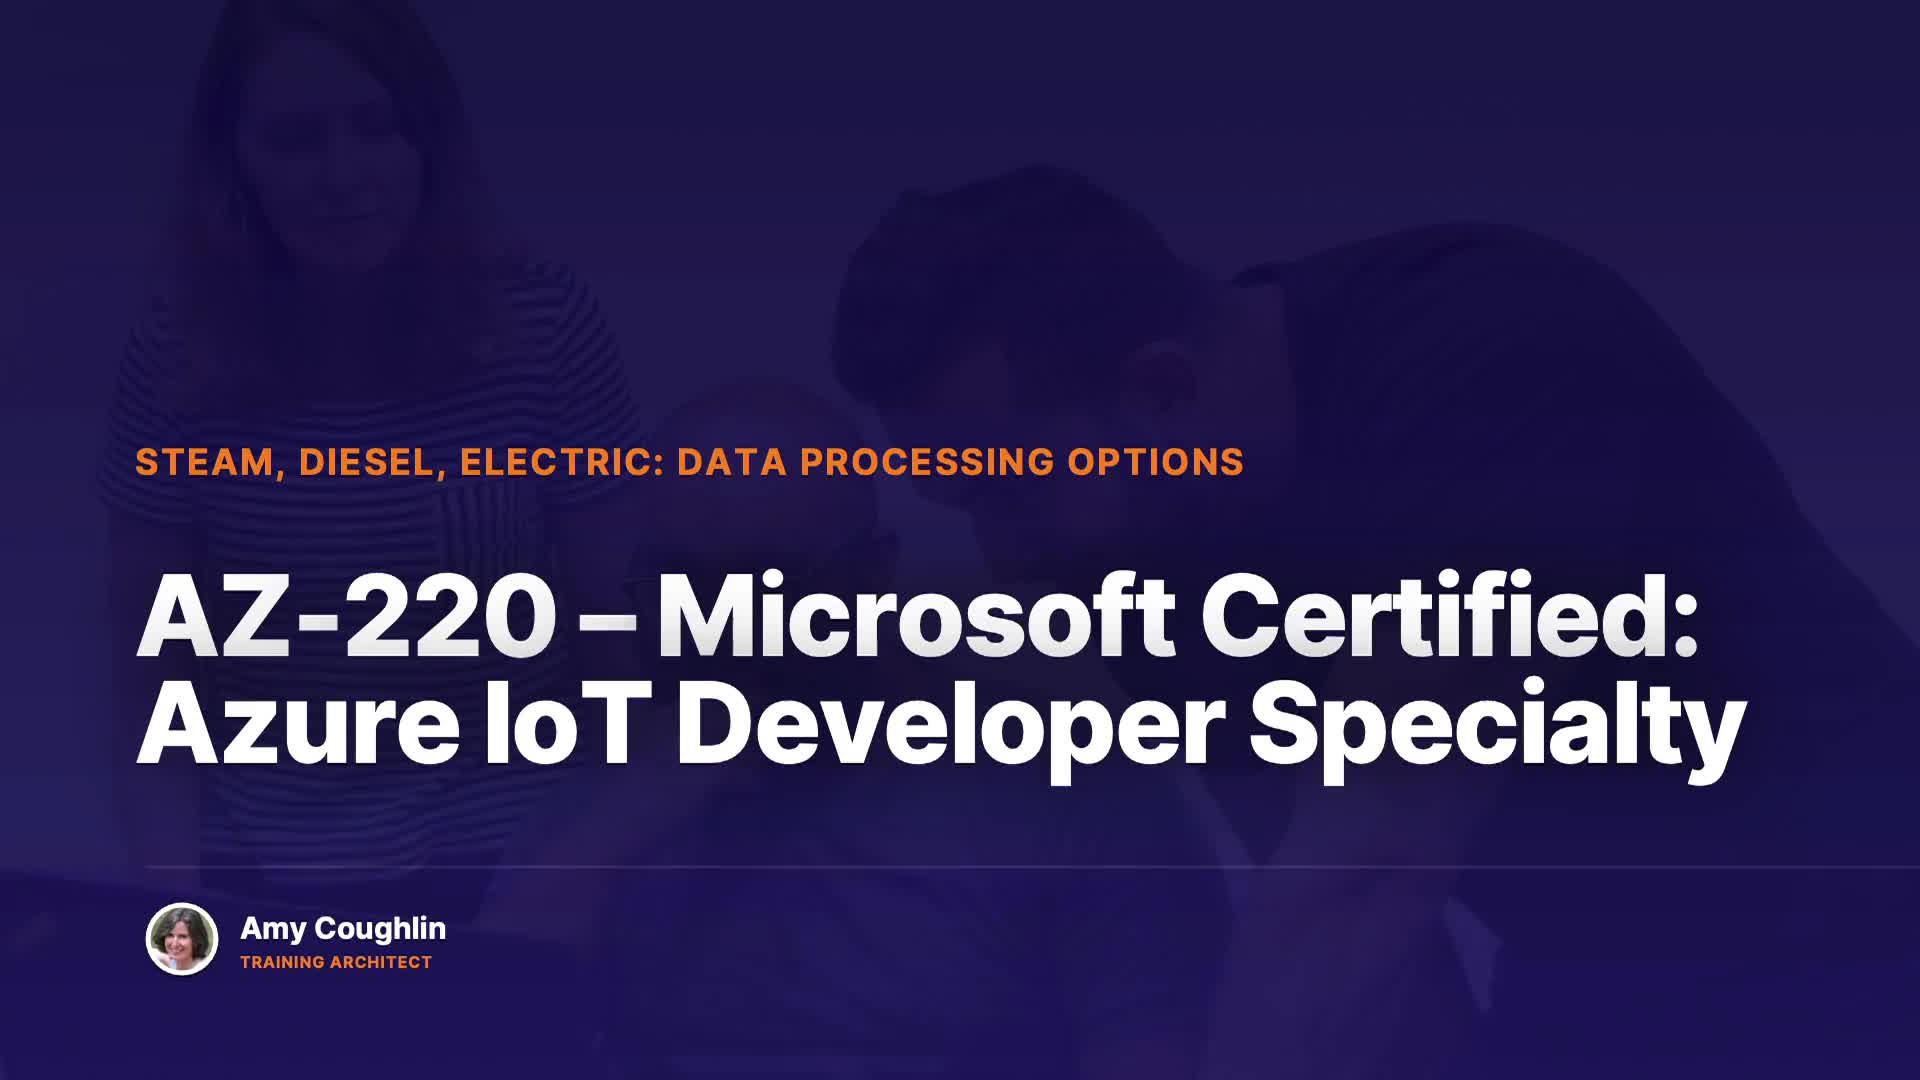 STEAM, DIESEL, ELECTRIC: DATA PROCESSING OPTIONS
AZ-220 – Microsoft Certified:
Azure IoT Developer Specialty
Amy Coughlin
TRAINING ARCHITECT